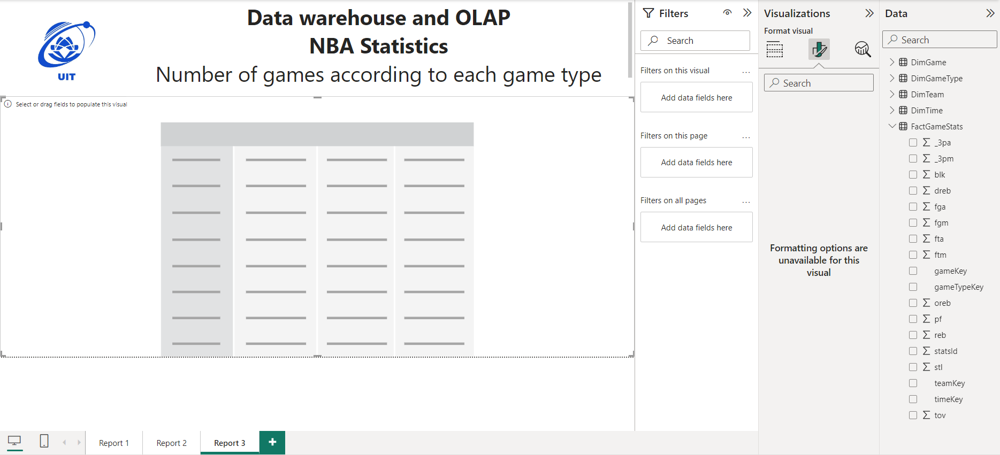 Data warehouse and OLAP
NBA Statistics
Number of games according to each game type
UIT
Select or drag fields to populate this visual
Report 1
Report 2
Report 3
+
Filters
Search
Filters on this visual
...
Add data fields here
Filters on this page
...
Add data fields here
Filters on all pages
...
Add data fields here
Visualizations
Format visual
Search
Formatting options are
unavailable for this
visual
Data
Search
DimGame
DimGameType
DimTeam
DimTime
FactGameStats
∑ _3pa
∑ _3pm
∑ blk
∑ dreb
∑ fga
∑ fgm
∑ fta
∑ ftm
gameKey
gameTypeKey
∑ oreb
∑ pf
∑ reb
∑ statsId
∑ stl
teamKey
timeKey
∑ tov